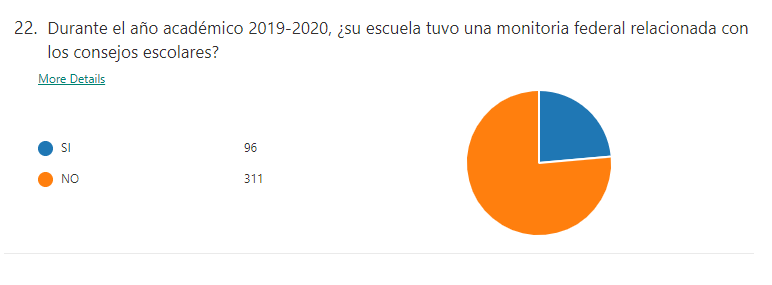 22. Durante el año académico 2019-2020, ¿su escuela tuvo una monitoria federal relacionada con
los consejos escolares?
More Details
SI 96
NO 311